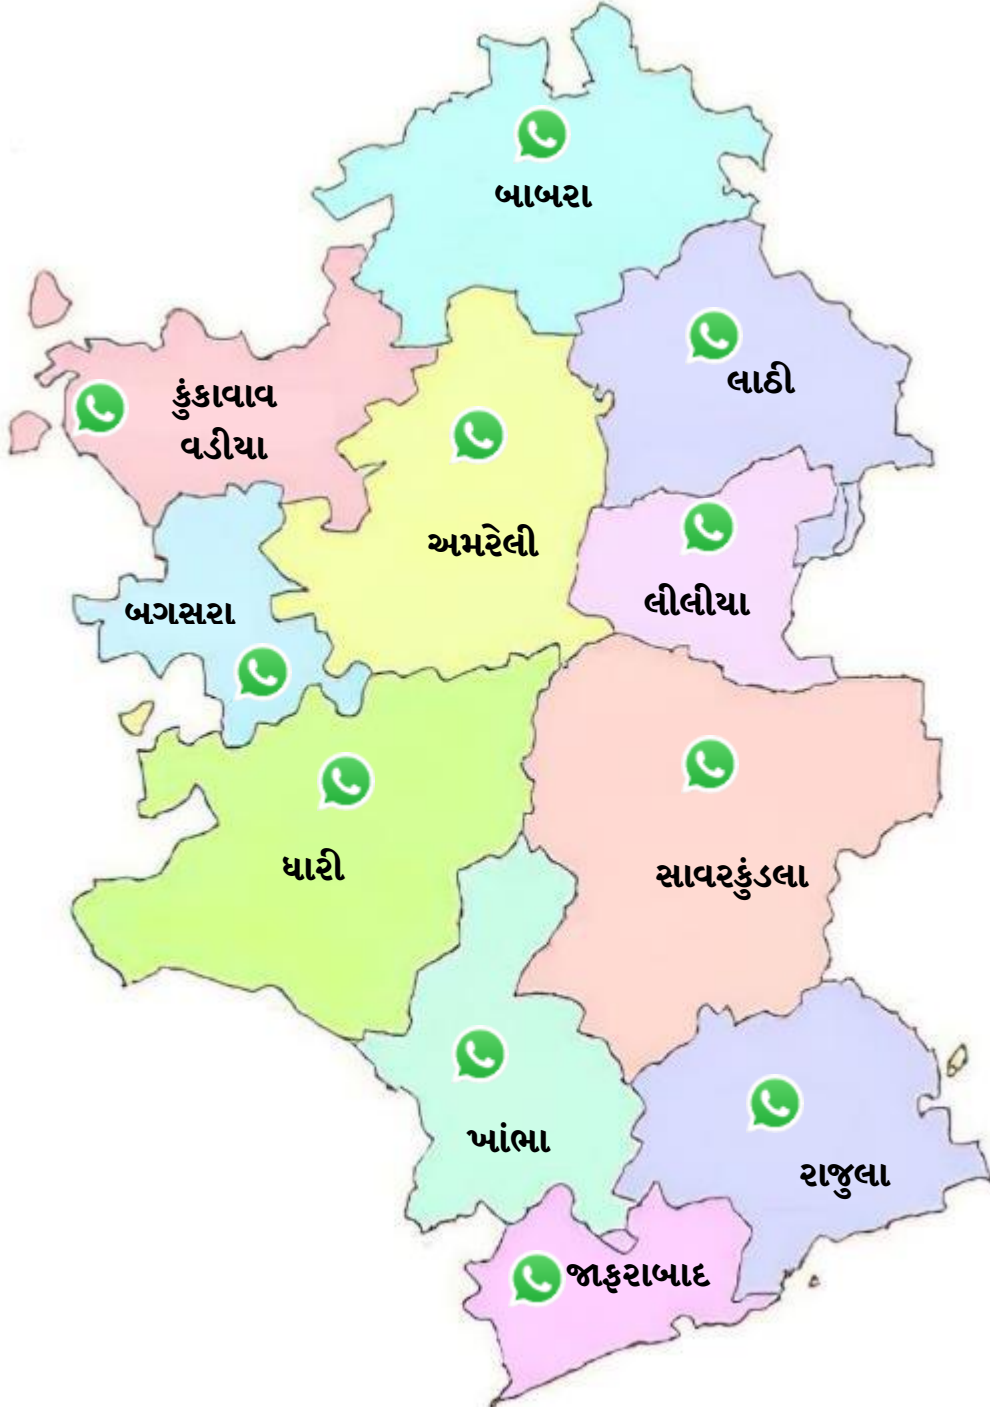 બાબરા
લાઠી
કુંકાવાવ
વડીયા
અમરેલી
લીલીયા
બગસરા
ધારી
સાવરકુંડલા
ખાંભા
રાજુલા
જાફરાબાદ